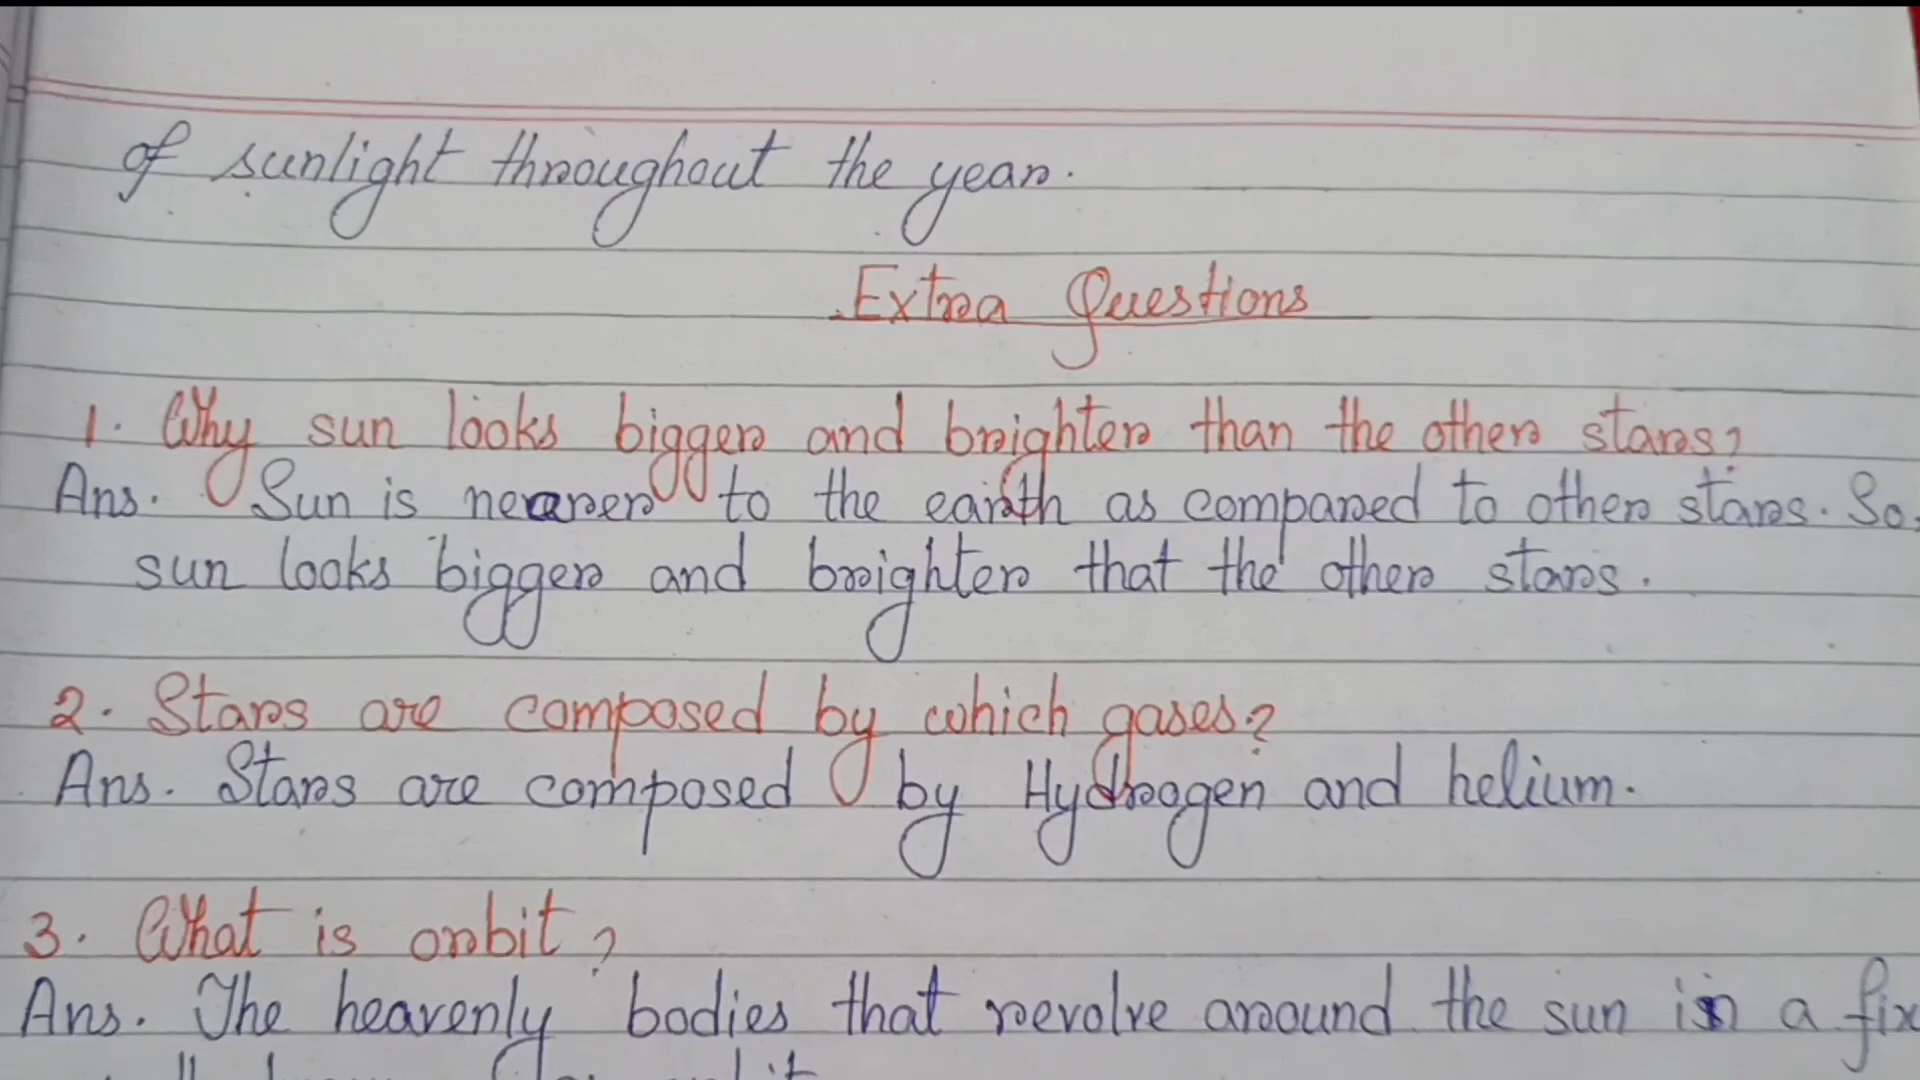 of sunlight throughout the year.
Extra Questions
1. Why sun looks bigger and brighter than the other stars?
Ans. Sun is nearer to the earth as compared to other stars. So,
sun looks bigger and brighter that the other stars.
2. Stars are composed by which gases?
Ans. Stars are composed by Hydrogen and helium.
3. What is orbit?
Ans. The heavenly bodies that revolve around the sun in a fix